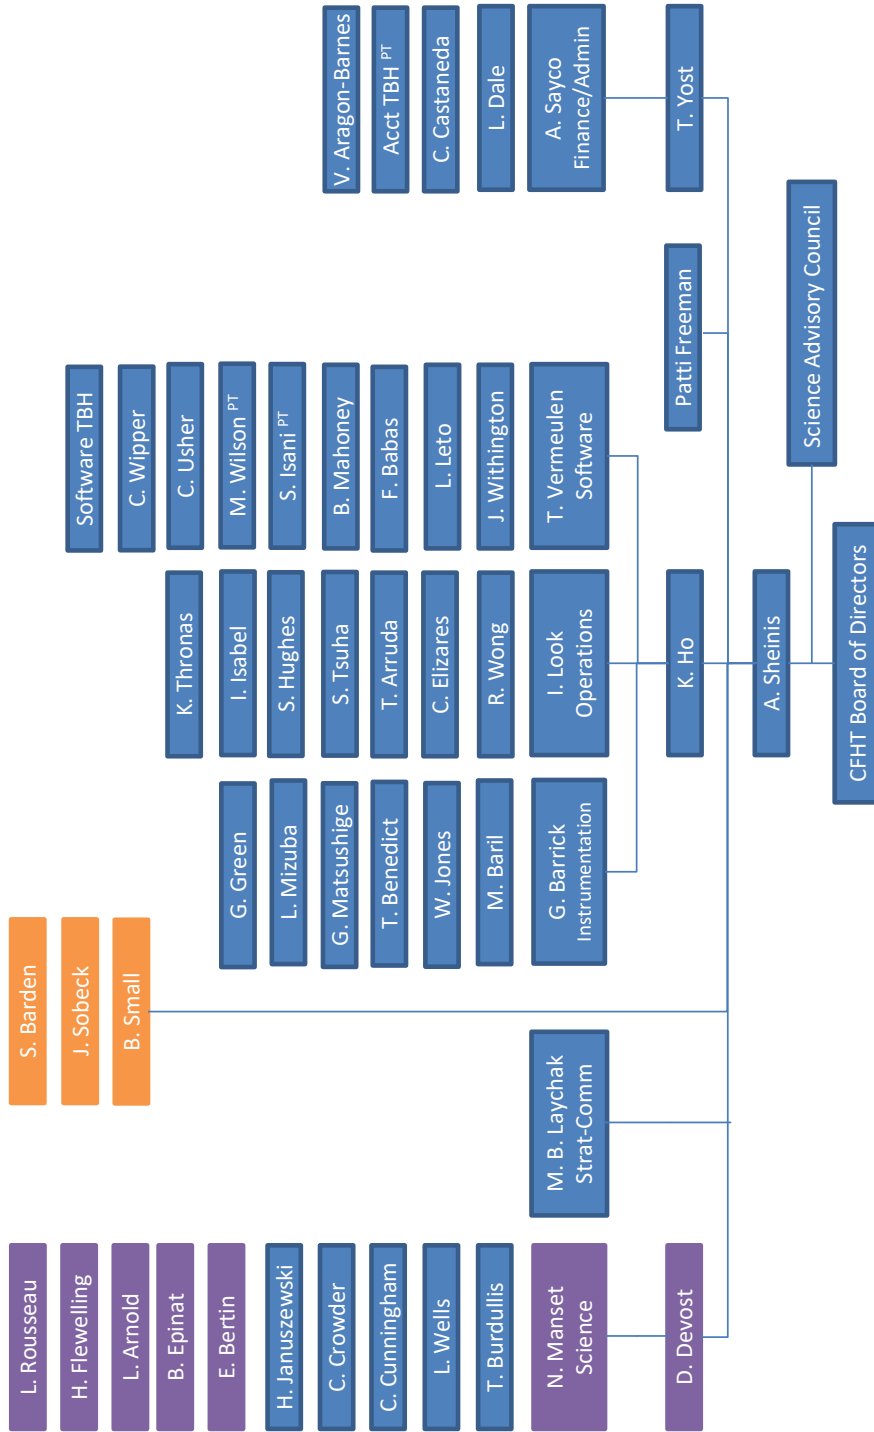 CFHT Board of Directors
Science Advisory Council
A. Sheinis
D. Devost
K. Ho
Patti Freeman
T. Yost
N. Manset
Science
M. B. Laychak
Strat-Comm
G. Barrick
Instrumentation
I. Look
Operations
T. Vermeulen
Software
A. Sayco
Finance/Admin
T. Burdullis
L. Wells
C. Cunningham
C. Crowder
H. Januszewski
E. Bertin
B. Epinat
L. Arnold
H. Flewelling
L. Rousseau
B. Small
J. Sobeck
S. Barden
M. Baril
W. Jones
T. Benedict
G. Matsushige
L. Mizuba
G. Green
R. Wong
C. Elizares
T. Arruda
S. Tsuha
S. Hughes
I. Isabel
K. Thronas
J. Withington
L. Leto
F. Babas
B. Mahoney
S. Isani PT
M. Wilson PT
C. Usher
C. Wipper
Software TBH
L. Dale
C. Castaneda
Acct TBH PT
V. Aragon-Barnes